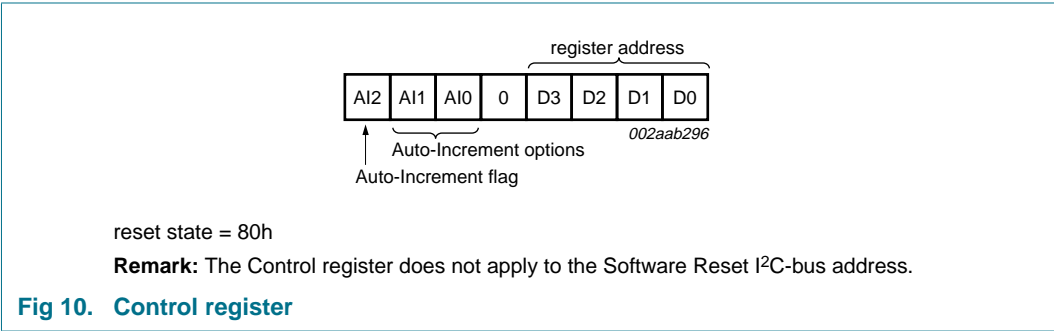 register address
AI2 AI1 AI0 0 D3 D2 D1 D0
002aab296
Auto-Increment options
Auto-Increment flag
reset state = 80h
Remark: The Control register does not apply to the Software Reset I²C-bus address.
Fig 10. Control register